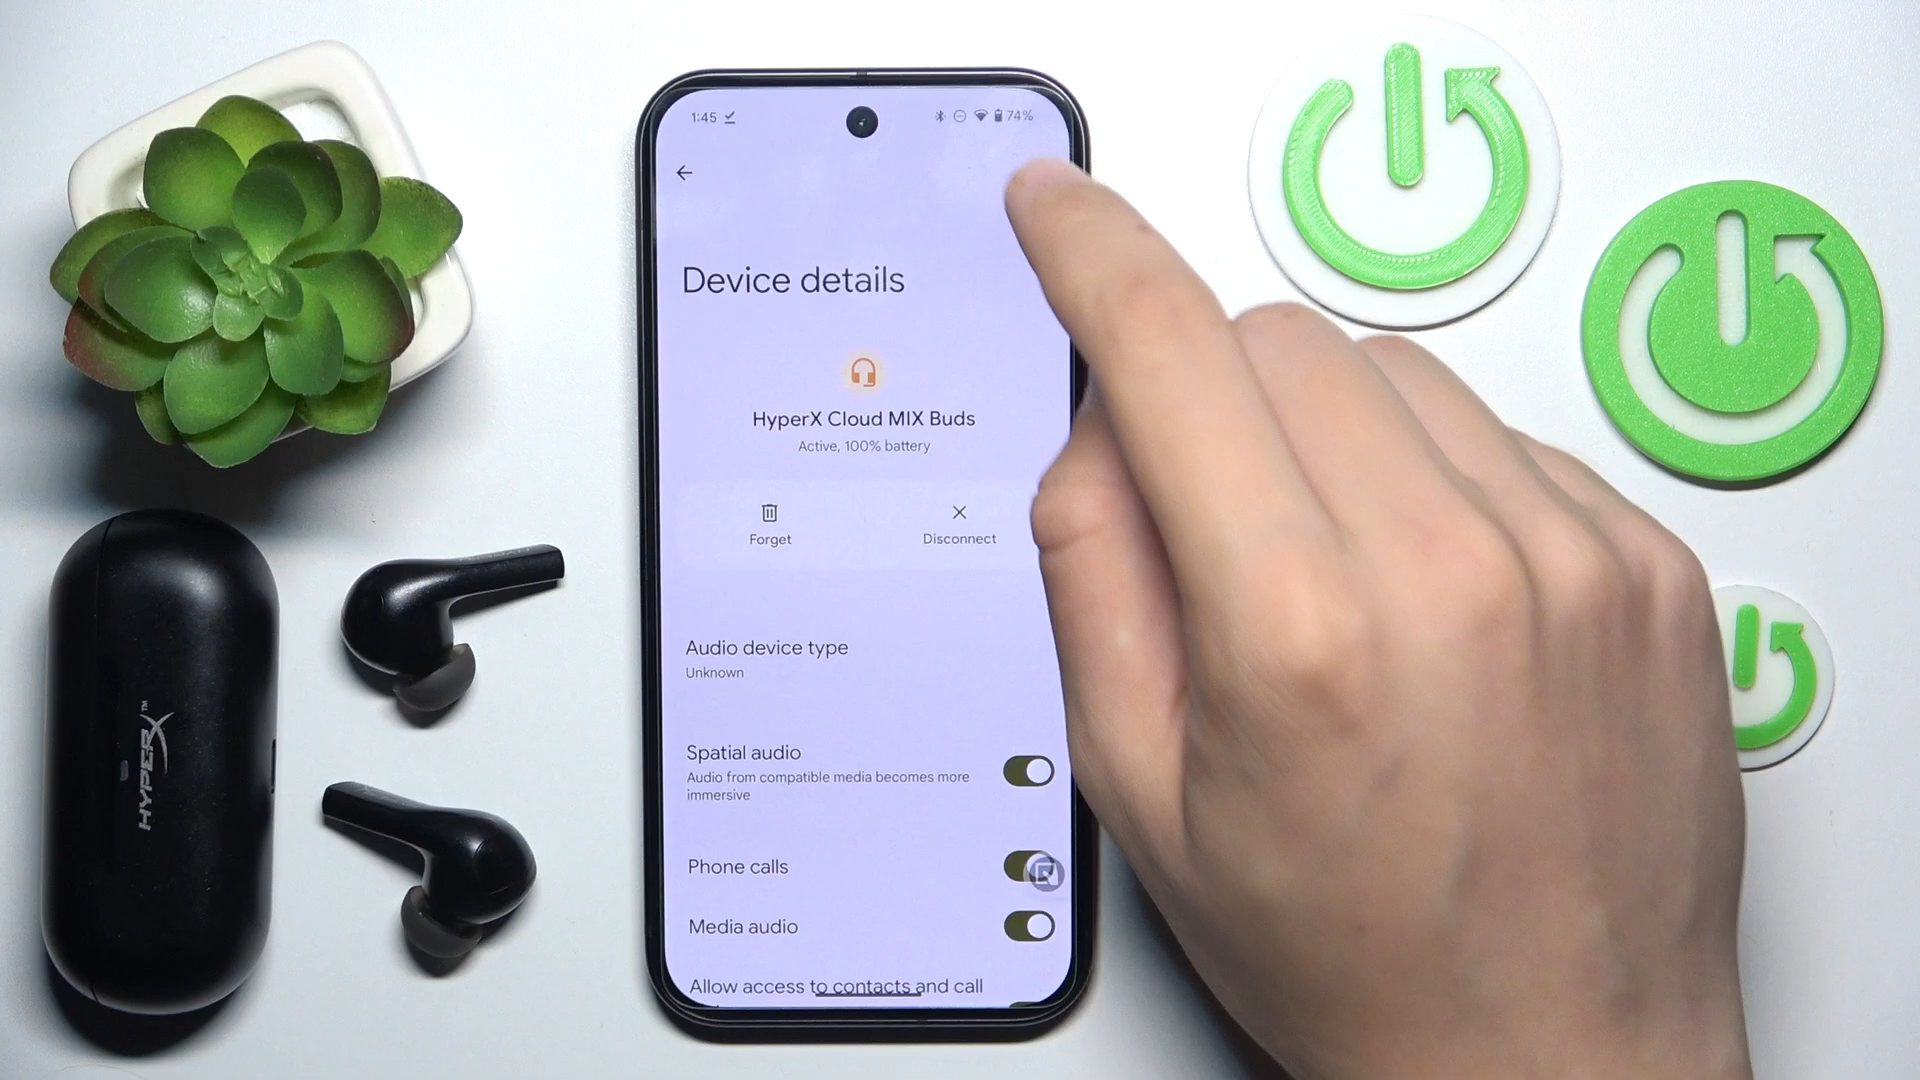 1:45
74%
Device details
HyperX Cloud MIX Buds
Active, 100% battery
Forget
Disconnect
Audio device type
Unknown
Spatial audio
Audio from compatible media becomes more
immersive
Phone calls
Media audio
Allow access to contacts and call
HYPERX™